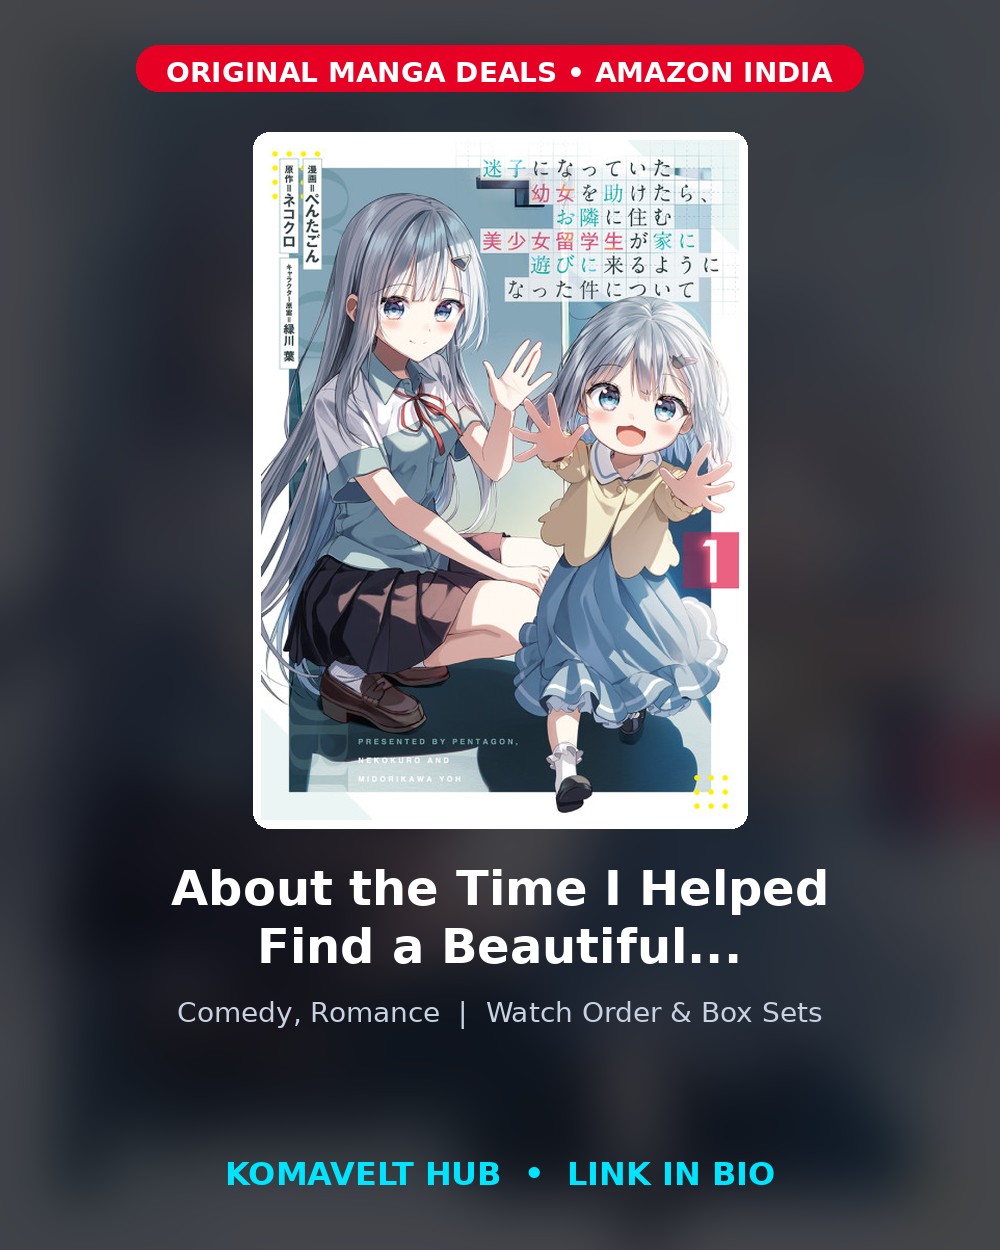 ORIGINAL MANGA DEALS • AMAZON INDIA
迷子になっていた
幼女を助けたら、
お隣に住む
美少女留学生が家に
遊びに来るように
なった件について
漫画=ぺんたごん
原作=ネコクロ
キャラクター原案=緑川 葉
1
PRESENTED BY PENTAGON,
NEKOKURO AND
MIDORIKAWA YOH
About the Time I Helped
Find a Beautiful...
Comedy, Romance | Watch Order & Box Sets
KOMAVELT HUB • LINK IN BIO